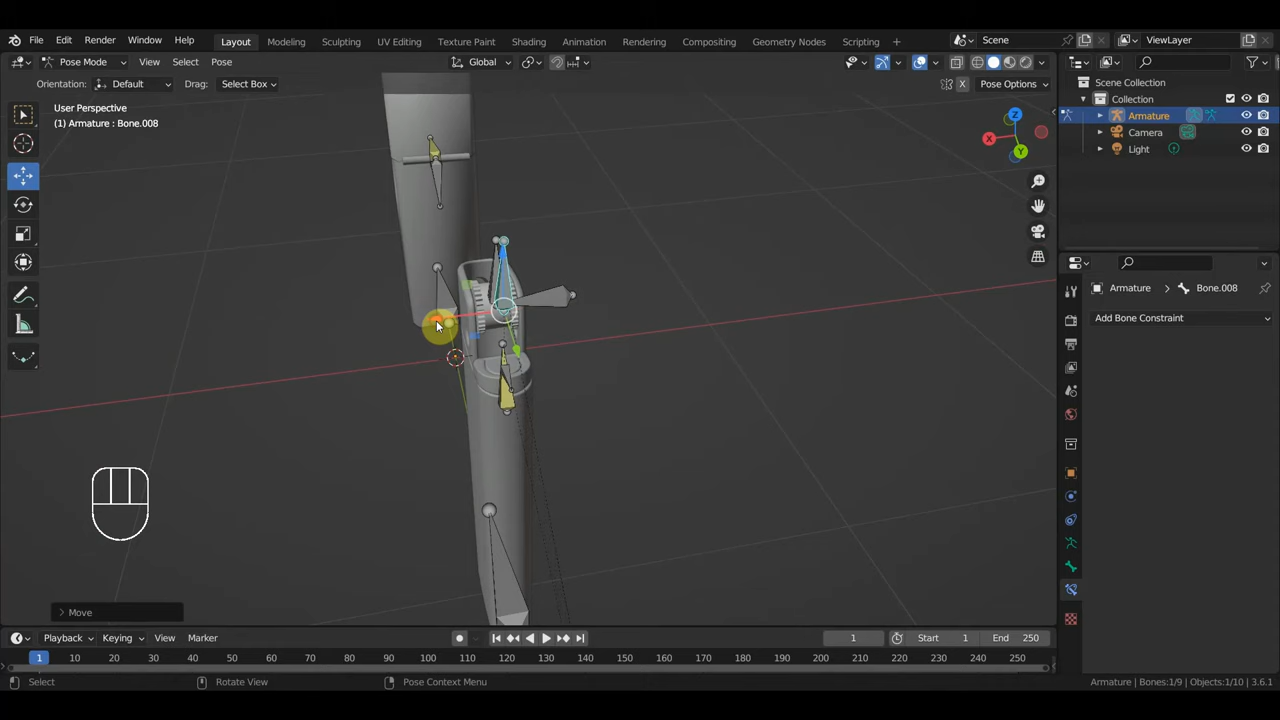 File Edit Render Window Help Layout Modeling Sculpting UV Editing Texture Paint Shading Animation Rendering Compositing Geometry Nodes Scripting + Scene ViewLayer
Pose Mode View Select Pose Global
Orientation: Default Drag: Select Box X Pose Options
User Perspective
(1) Armature : Bone.008
Z
X
Y
Scene Collection
Collection
Armature
Camera
Light
Armature > Bone.008
Add Bone Constraint
> Move
Playback Keying View Marker 1 Start 1 End 250
1 10 20 30 40 50 60 70 80 90 100 110 120 130 140 150 160 170 180 190 200 210 220 230 240 250
Select Rotate View Pose Context Menu Armature | Bones:1/9 | Objects:1/10 | 3.6.1